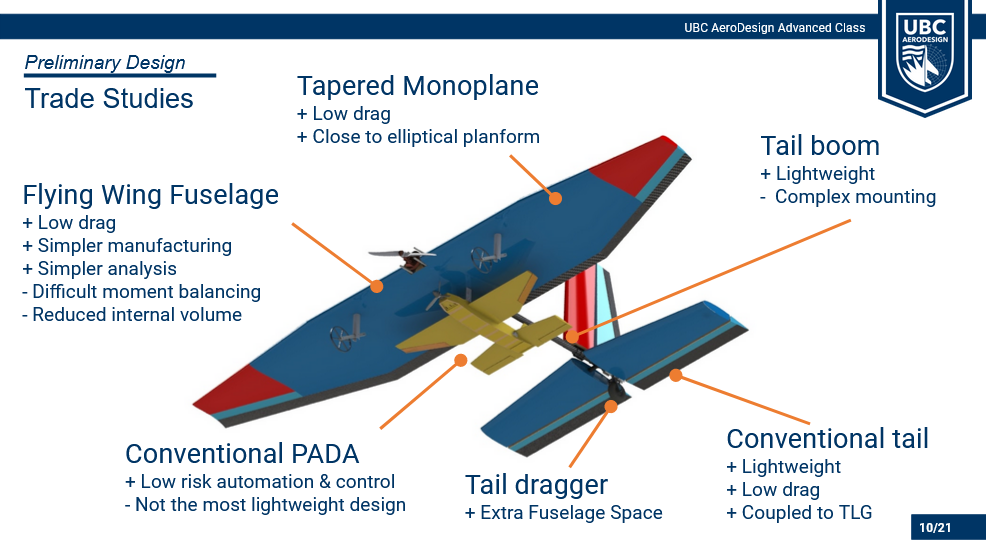 UBC AeroDesign Advanced Class
UBC
AERODESIGN
Preliminary Design
Trade Studies
Tapered Monoplane
+ Low drag
+ Close to elliptical planform
Tail boom
+ Lightweight
- Complex mounting
Flying Wing Fuselage
+ Low drag
+ Simpler manufacturing
+ Simpler analysis
- Difficult moment balancing
- Reduced internal volume
Conventional PADA
+ Low risk automation & control
- Not the most lightweight design
Tail dragger
+ Extra Fuselage Space
Conventional tail
+ Lightweight
+ Low drag
+ Coupled to TLG
10/21